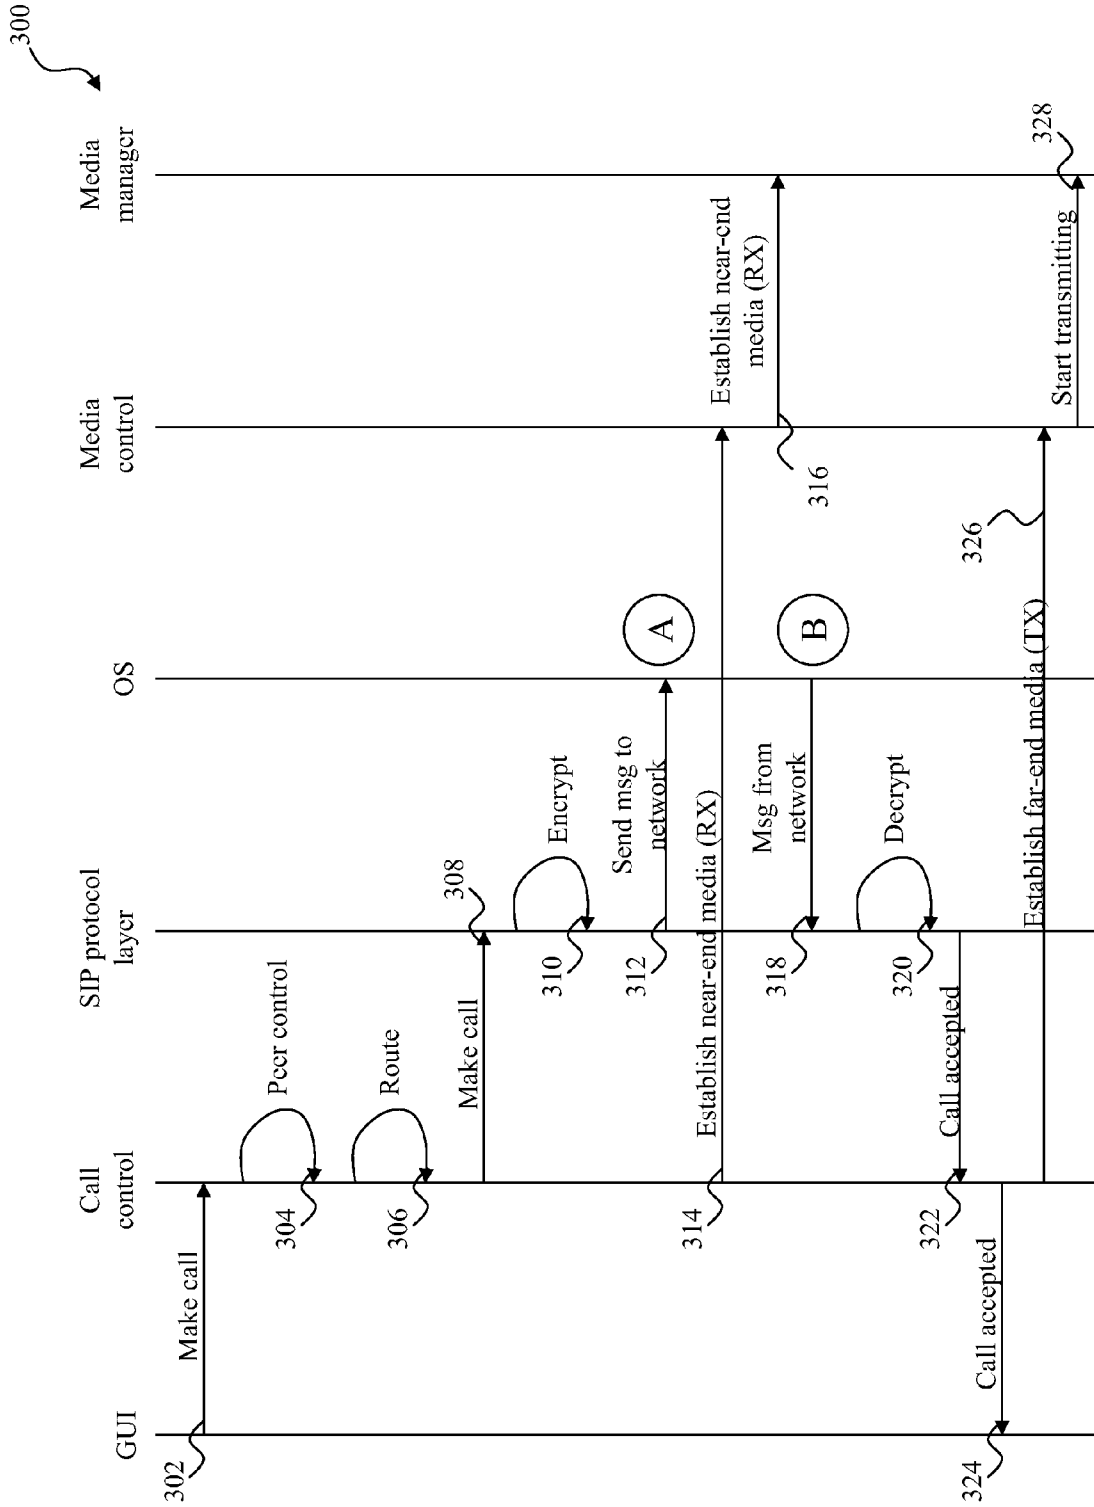 300
GUI
Call
control
SIP protocol
layer
OS
Media
control
Media
manager
302
Make call
304
Peer control
306
Route
308
Make call
310
Encrypt
312
Send msg to
network
A
314
Establish near-end media (RX)
316
Establish near-end
media (RX)
318
Msg from
network
B
320
Decrypt
322
Call accepted
324
Call accepted
326
Establish far-end media (TX)
328
Start transmitting